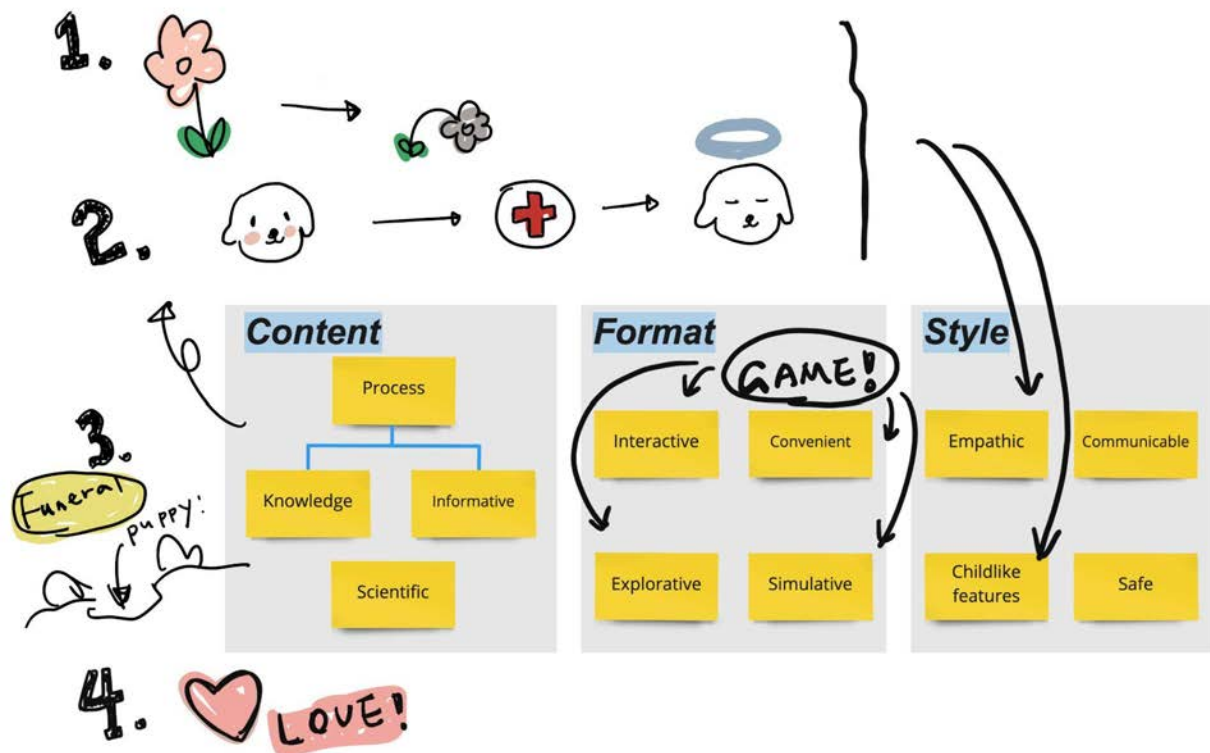 1.
2.
Content
Process
Knowledge
Informative
Scientific
Format
GAME!
Interactive
Convenient
Explorative
Simulative
Style
Empathic
Communicable
Childlike
features
Safe
3.
Funeral
puppy:
4.
LOVE!